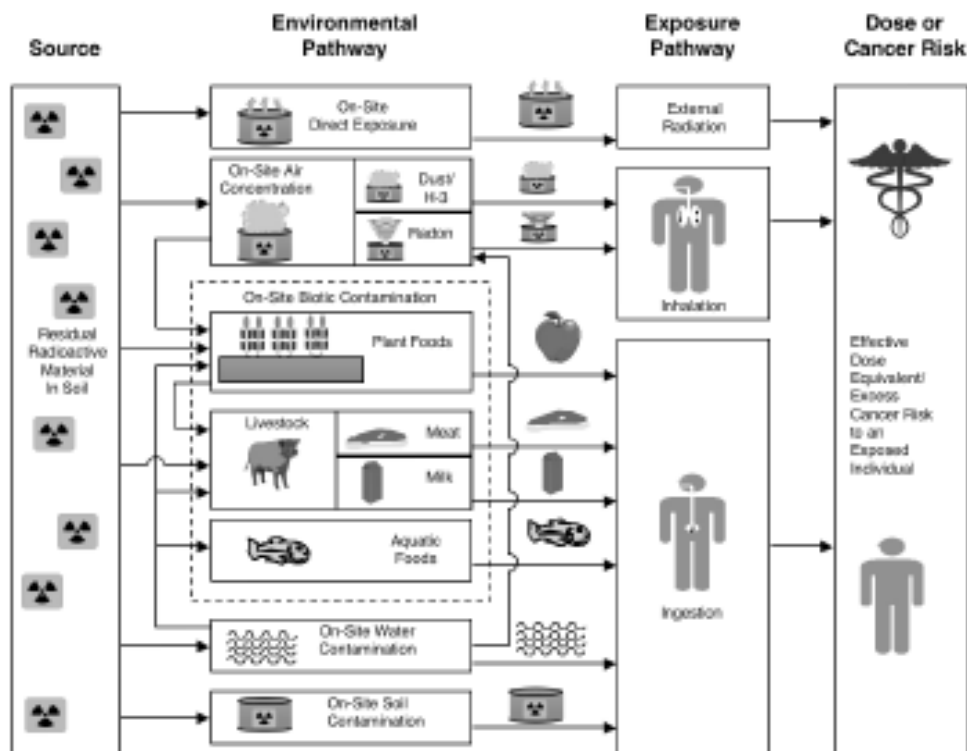 Source
Environmental
Pathway
Exposure
Pathway
Dose or
Cancer Risk
On-Site
Direct Exposure
External
Radiation
On-Site Air
Concentration
Dust/
H-3
Radon
Inhalation
On-Site Biotic Contamination
Plant Foods
Residual
Radioactive
Material
In Soil
Livestock
Meat
Milk
Aquatic
Foods
Ingestion
On-Site Water
Contamination
On-Site Soil
Contamination
Effective
Dose
Equivalent/
Excess
Cancer Risk
to an
Exposed
Individual